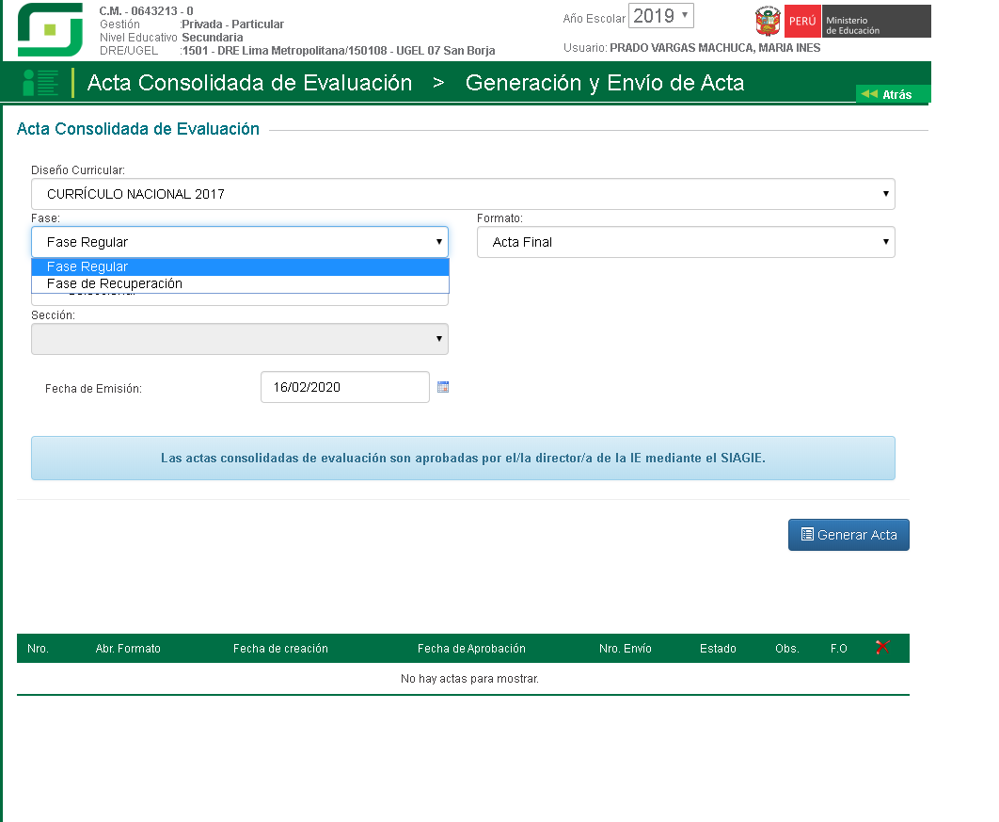 C.M. - 0643213 - 0
Gestión :Privada - Particular
Nivel Educativo Secundaria
DRE/UGEL :1501 - DRE Lima Metropolitana/150108 - UGEL 07 San Borja
Año Escolar 2019
PERÚ Ministerio de Educación
Usuario: PRADO VARGAS MACHUCA, MARIA INES
Acta Consolidada de Evaluación > Generación y Envío de Acta
Atrás
Acta Consolidada de Evaluación
Diseño Curricular:
CURRÍCULO NACIONAL 2017
Fase: Formato:
Fase Regular Acta Final
Fase Regular
Fase de Recuperación
Sección:
Fecha de Emisión: 16/02/2020
Las actas consolidadas de evaluación son aprobadas por el/la director/a de la IE mediante el SIAGIE.
Generar Acta
Nro. Abr. Formato Fecha de creación Fecha de Aprobación Nro. Envío Estado Obs. F.O
No hay actas para mostrar.